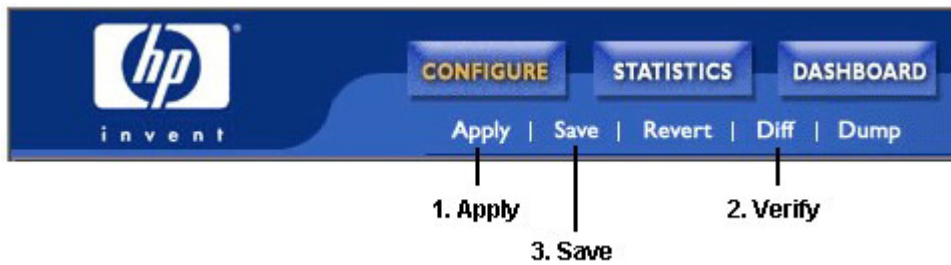 hp
invent
CONFIGURE STATISTICS DASHBOARD
Apply | Save | Revert | Diff | Dump
1. Apply 2. Verify
3. Save